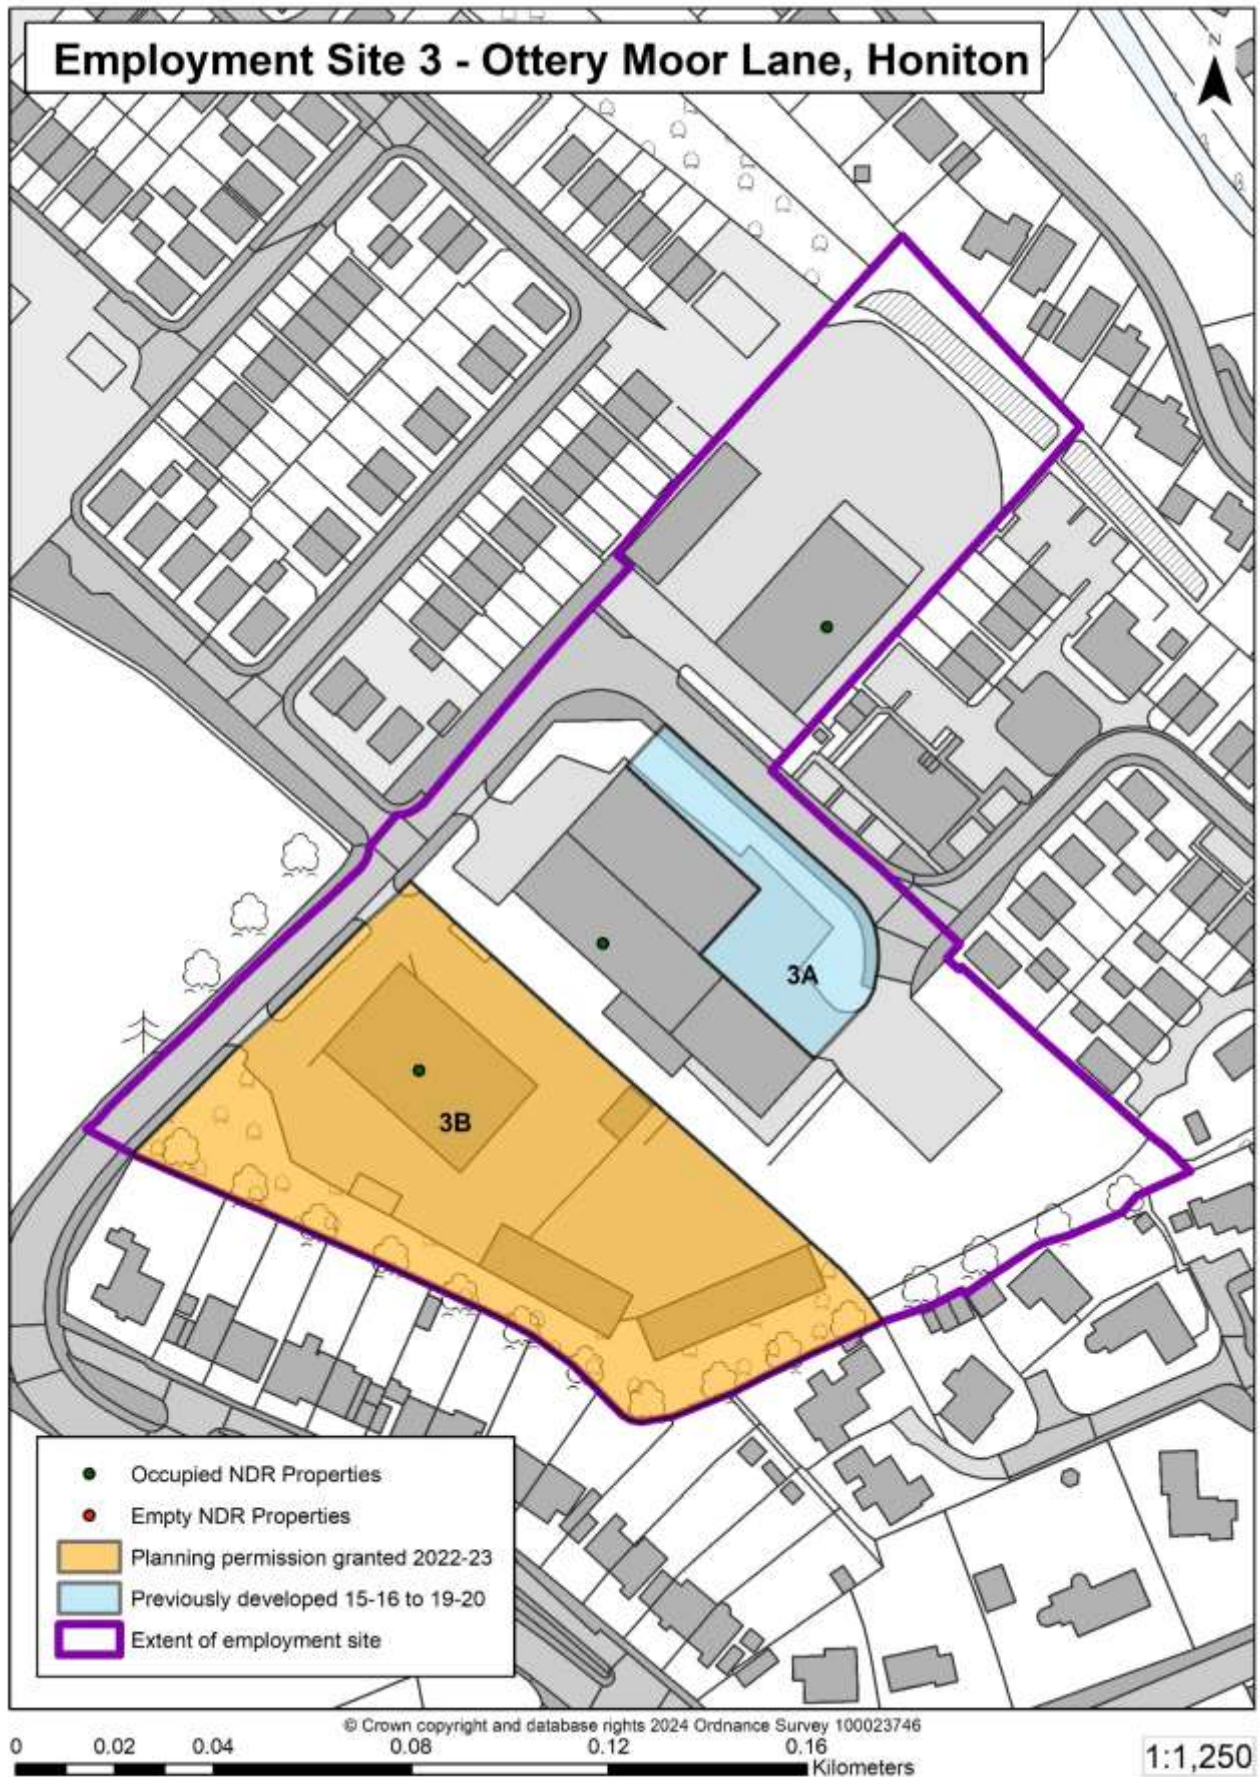 Employment Site 3 - Ottery Moor Lane, Honiton
N
3A
3B
Occupied NDR Properties
Empty NDR Properties
Planning permission granted 2022-23
Previously developed 15-16 to 19-20
Extent of employment site
© Crown copyright and database rights 2024 Ordnance Survey 100023746
0 0.02 0.04 0.08 0.12 0.16
Kilometers
1:1,250